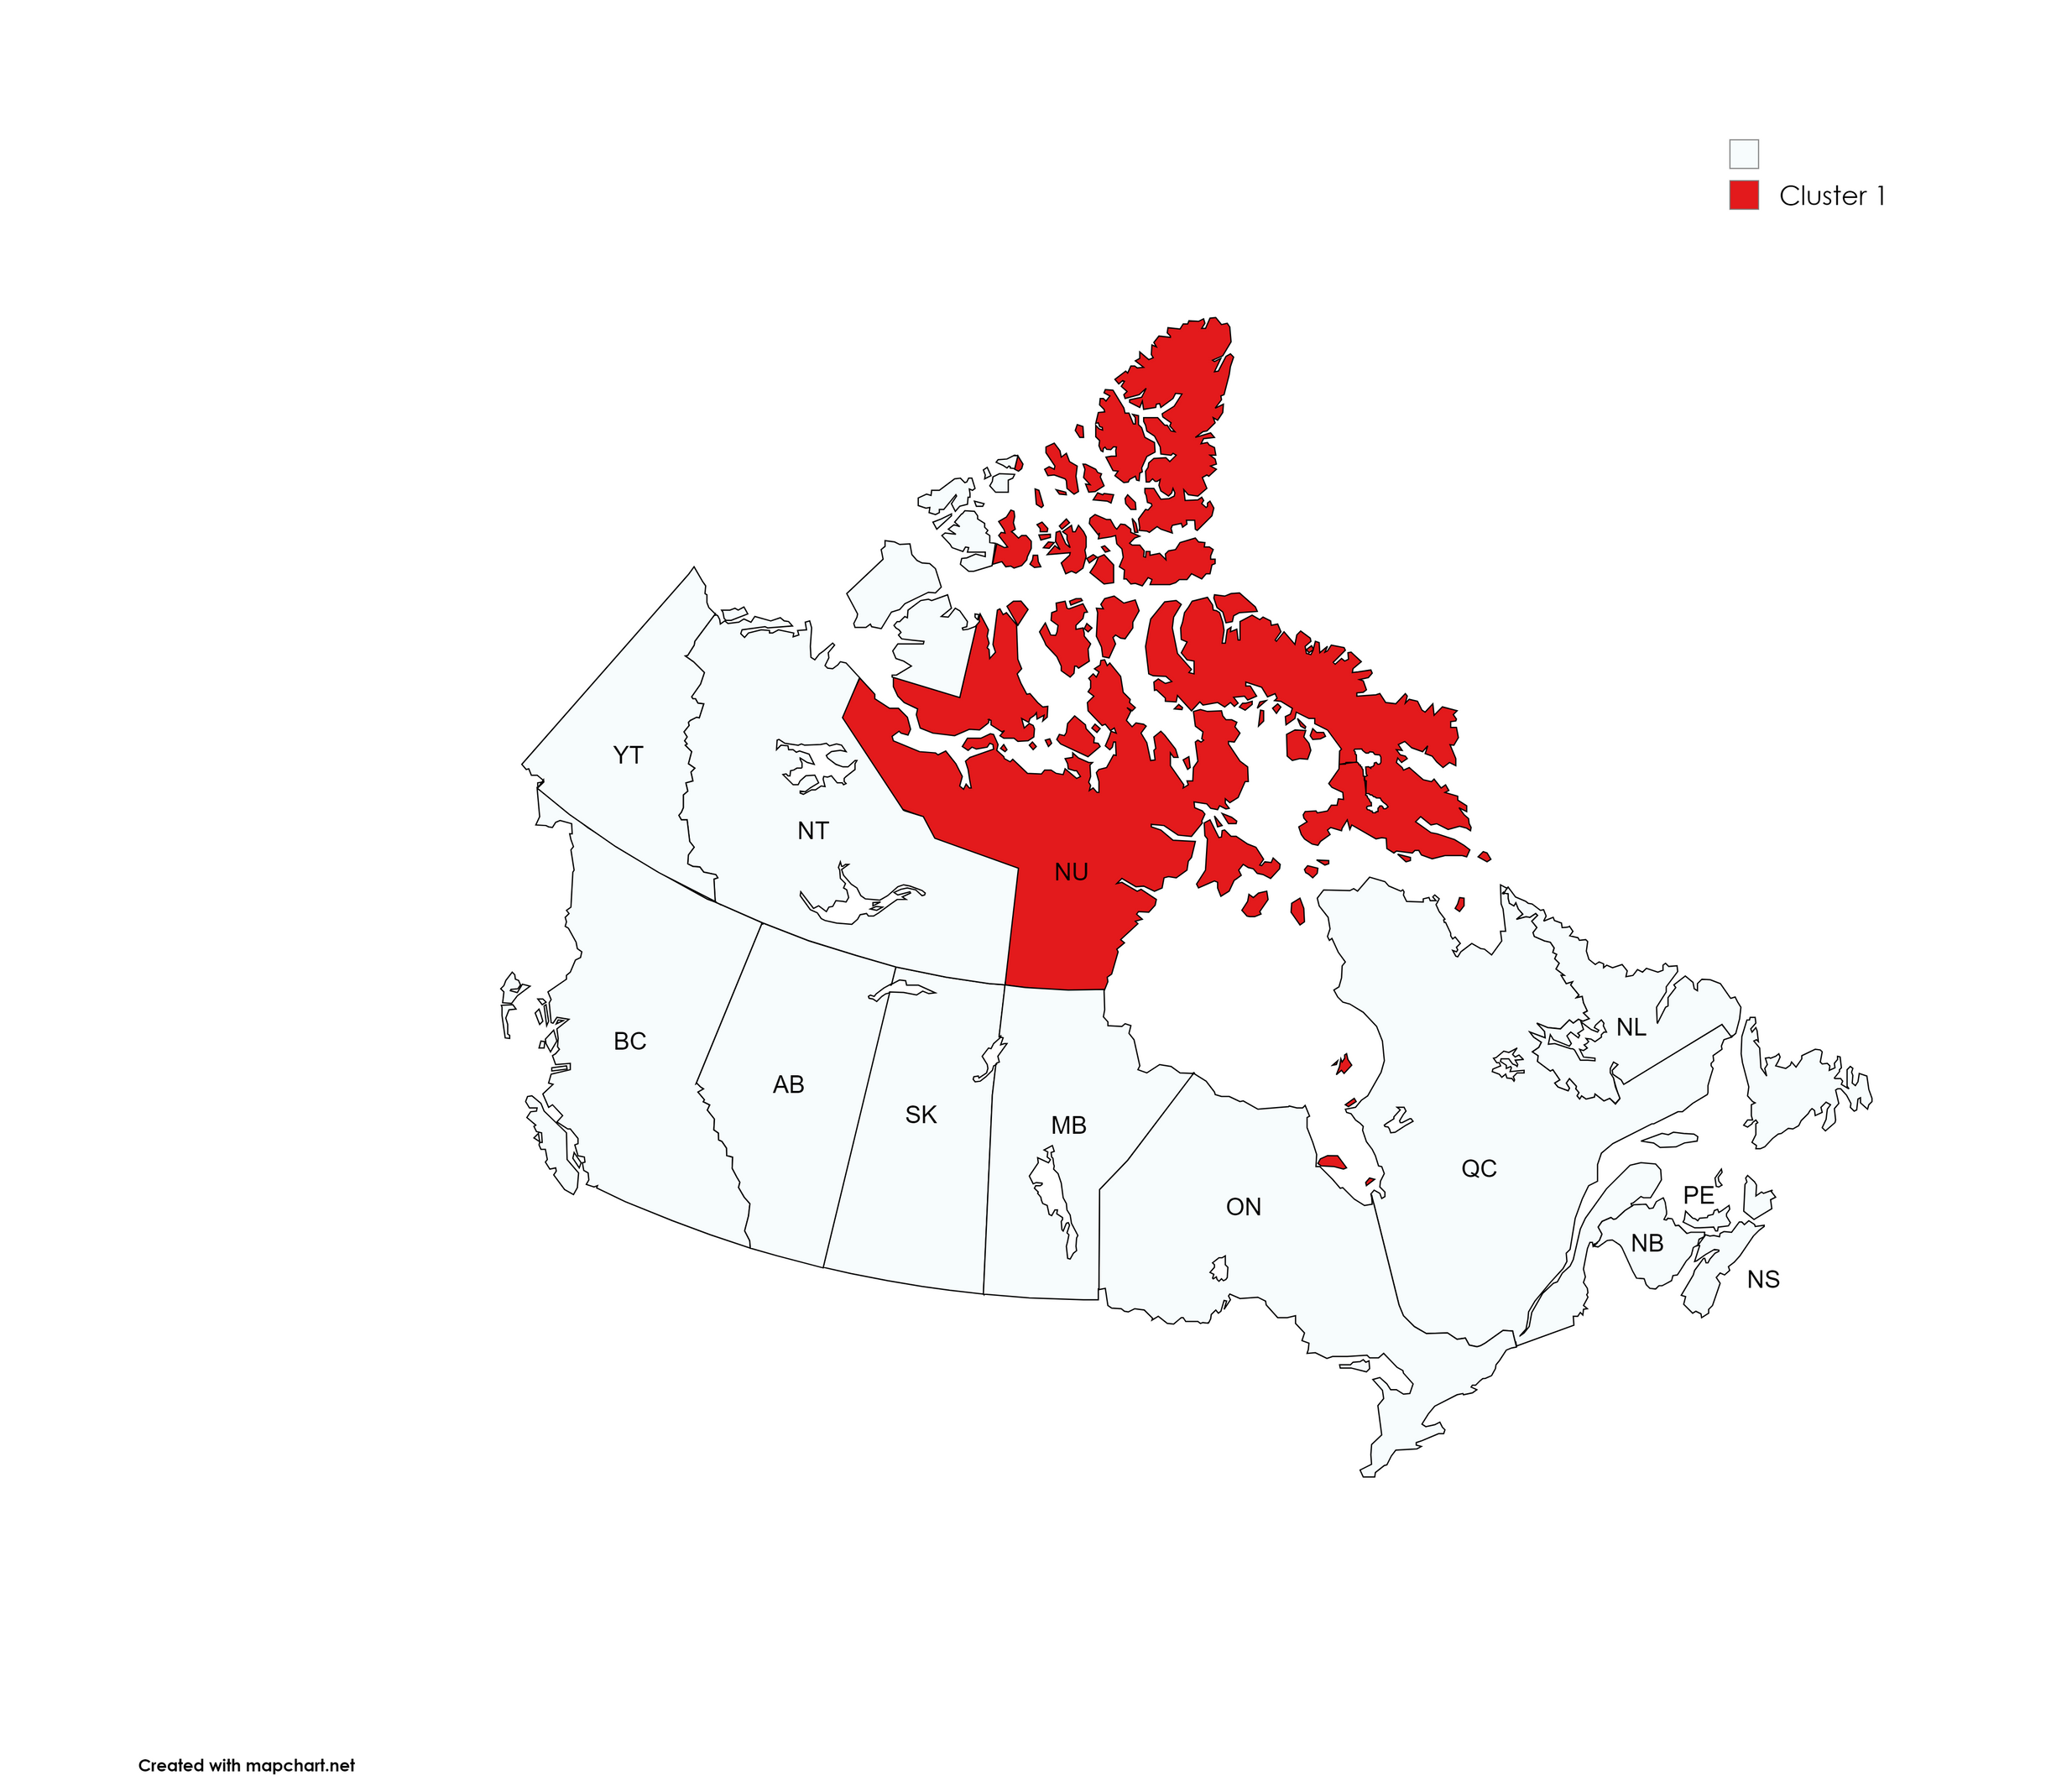 Cluster 1
YT
NT
NU
BC
AB
SK
MB
ON
QC
NL
PE
NB
NS
Created with mapchart.net